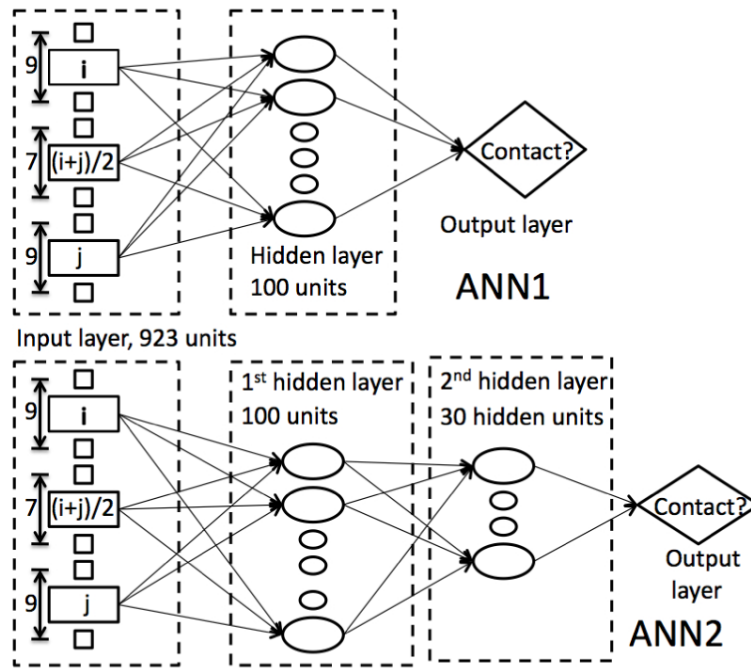 9
i
7
(i+j)/2
9
j
Hidden layer
100 units
Contact?
Output layer
ANN1
Input layer, 923 units
9
i
7
(i+j)/2
9
j
1st hidden layer
100 units
2nd hidden layer
30 hidden units
Contact?
Output
layer
ANN2